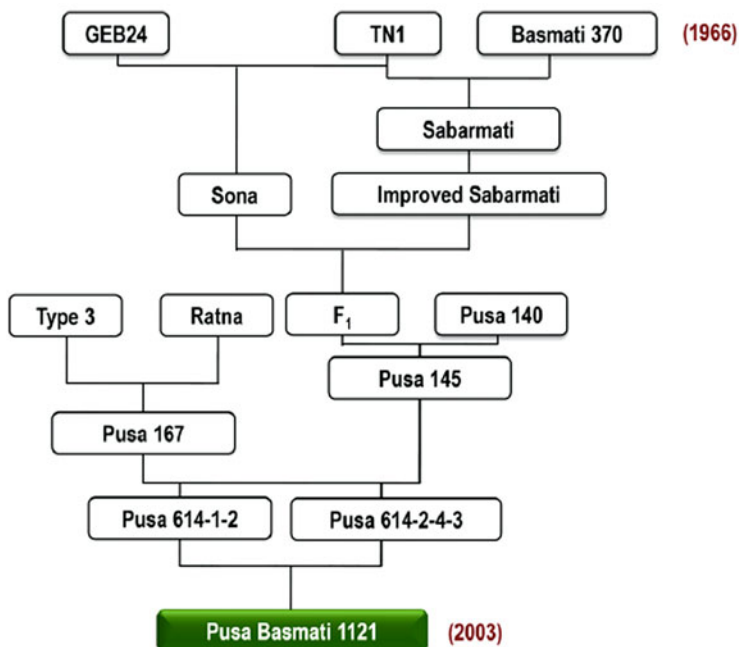 GEB24
TN1
Basmati 370
(1966)
Sabarmati
Sona
Improved Sabarmati
Type 3
Ratna
F₁
Pusa 140
Pusa 145
Pusa 167
Pusa 614-1-2
Pusa 614-2-4-3
Pusa Basmati 1121
(2003)